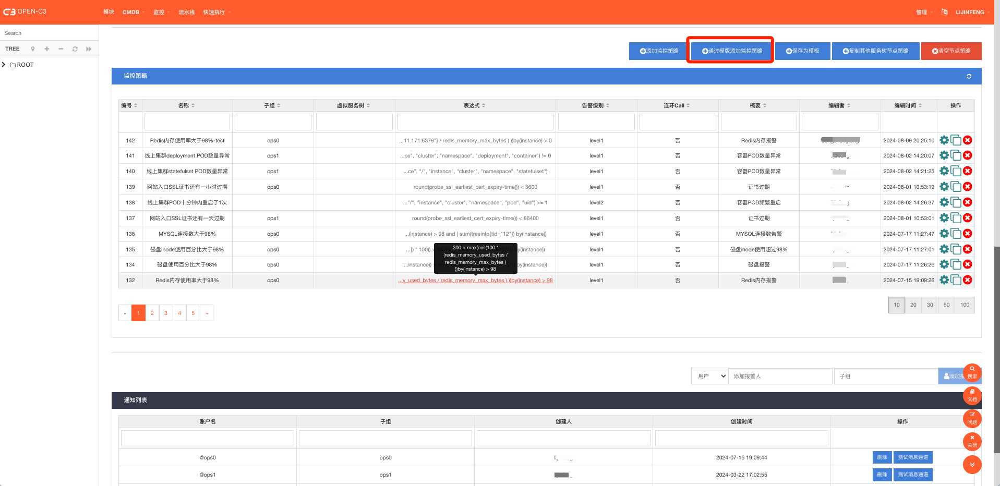 C3 OPEN-C3 模块 CMDB 监控 流水线 快速执行 管理 LIJINFENG
Search
TREE
ROOT
添加监控策略 通过模版添加监控策略 保存为模板 复制其他服务树节点策略 清空节点策略
监控策略
编号 名称 子组 虚拟服务树 表达式 告警级别 连环Call 概要 编辑者 编辑时间 操作
142 Redis内存使用率大于98%-test ops0 ...11.171:6379"} / redis_memory_max_bytes ) ))by(instance) > 0 level1 否 Redis内存报警 2024-08-09 20:25:10
141 线上集群deployment POD数量异常 ops1 ...ce", "cluster", "namespace", "deployment", "container") != 0 level1 否 容器POD数量异常 2024-08-02 14:20:07
140 线上集群statefulset POD数量异常 ops1 ...ce", "/", "instance", "cluster", "namespace", "statefulset") level1 否 容器POD数量异常 2024-08-02 14:21:25
139 网站入口SSL证书还有一小时过期 ops0 round(probe_ssl_earliest_cert_expiry-time()) < 3600 level1 否 证书过期 2024-08-01 10:53:19
138 线上集群POD十分钟内重启了1次 ..."/", "instance", "cluster", "namespace", "pod", "uid") >= 1 level2 否 容器POD频繁重启 2024-08-02 14:26:37
137 网站入口SSL证书还有一天过期 ops1 round(probe_ssl_earliest_cert_expiry-time()) < 86400 level1 否 证书过期 2024-08-01 10:53:01
136 MYSQL连接数大于98% ops0 ...(instance) > 98 and ( sum(treeinfo{tid="12"}) by(instance)) level1 否 MYSQL连接数告警 2024-07-17 11:27:47
135 磁盘inode使用百分比大于98% ops0 ...}) * 100)) > by(instance)) level1 否 磁盘inode使用超过98% 2024-07-17 11:27:01
134 磁盘使用百分比大于98% ops0 ...instance)) by(instance)) level1 否 磁盘报警 2024-07-17 11:26:26
300 > max(ceil(100 *
(redis_memory_used_bytes /
redis_memory_max_bytes )
))by(instance) > 98
132 Redis内存使用率大于98% ops0 ...y_used_bytes / redis_memory_max_bytes ) ))by(instance) > 98 level1 否 Redis内存报警 2024-07-15 19:09:26
« 1 2 3 4 5 » 10 20 30 50 100
用户 添加报警人 子组 添加报
搜索
通知列表
文档
账户名 子组 创建人 创建时间 操作
问题
关闭
@ops0 ops0 2024-07-15 19:09:44 删除 测试消息通道
@ops1 ops1 2024-03-22 17:02:55 删除 测试消息通道